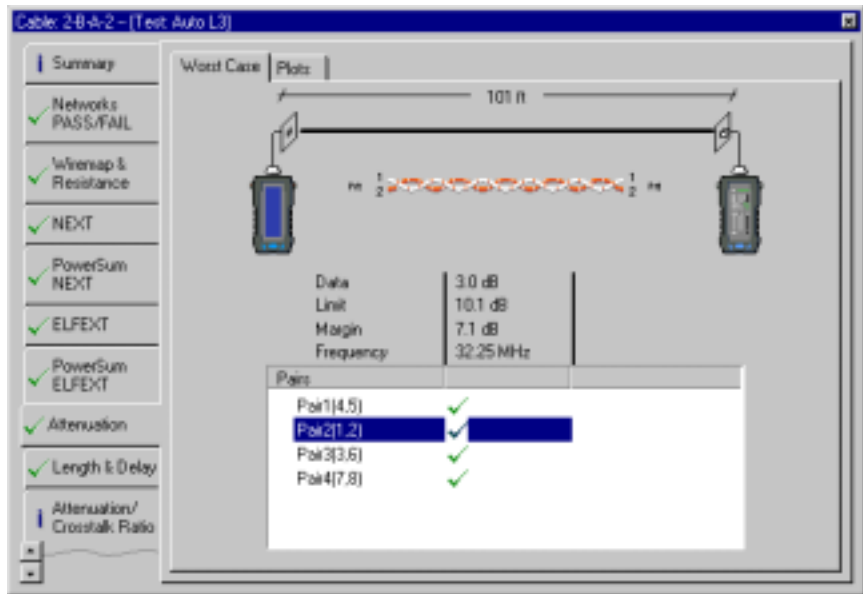 Cable: 2-B-A-2 – [Test: Auto L3]
Summary
Networks
PASS/FAIL
Wiremap &
Resistance
NEXT
PowerSum
NEXT
ELFEXT
PowerSum
ELFEXT
Attenuation
Length & Delay
Attenuation/
Crosstalk Ratio
Worst Case
Plots
101 ft
1
2
1
2
Data 3.0 dB
Limit 10.1 dB
Margin 7.1 dB
Frequency 32.25 MHz
Pairs
Pair1(4,5)
Pair2(1,2)
Pair3(3,6)
Pair4(7,8)